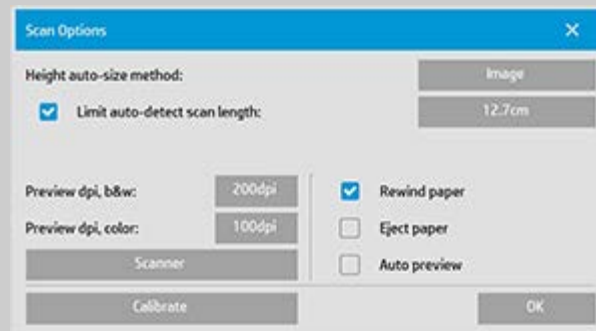 Scan Options
Height auto-size method: Image
Limit auto-detect scan length: 12.7cm
Preview dpi, b&w: 200dpi
Rewind paper
Preview dpi, color: 100dpi
Eject paper
Scanner
Auto preview
Calibrate
OK